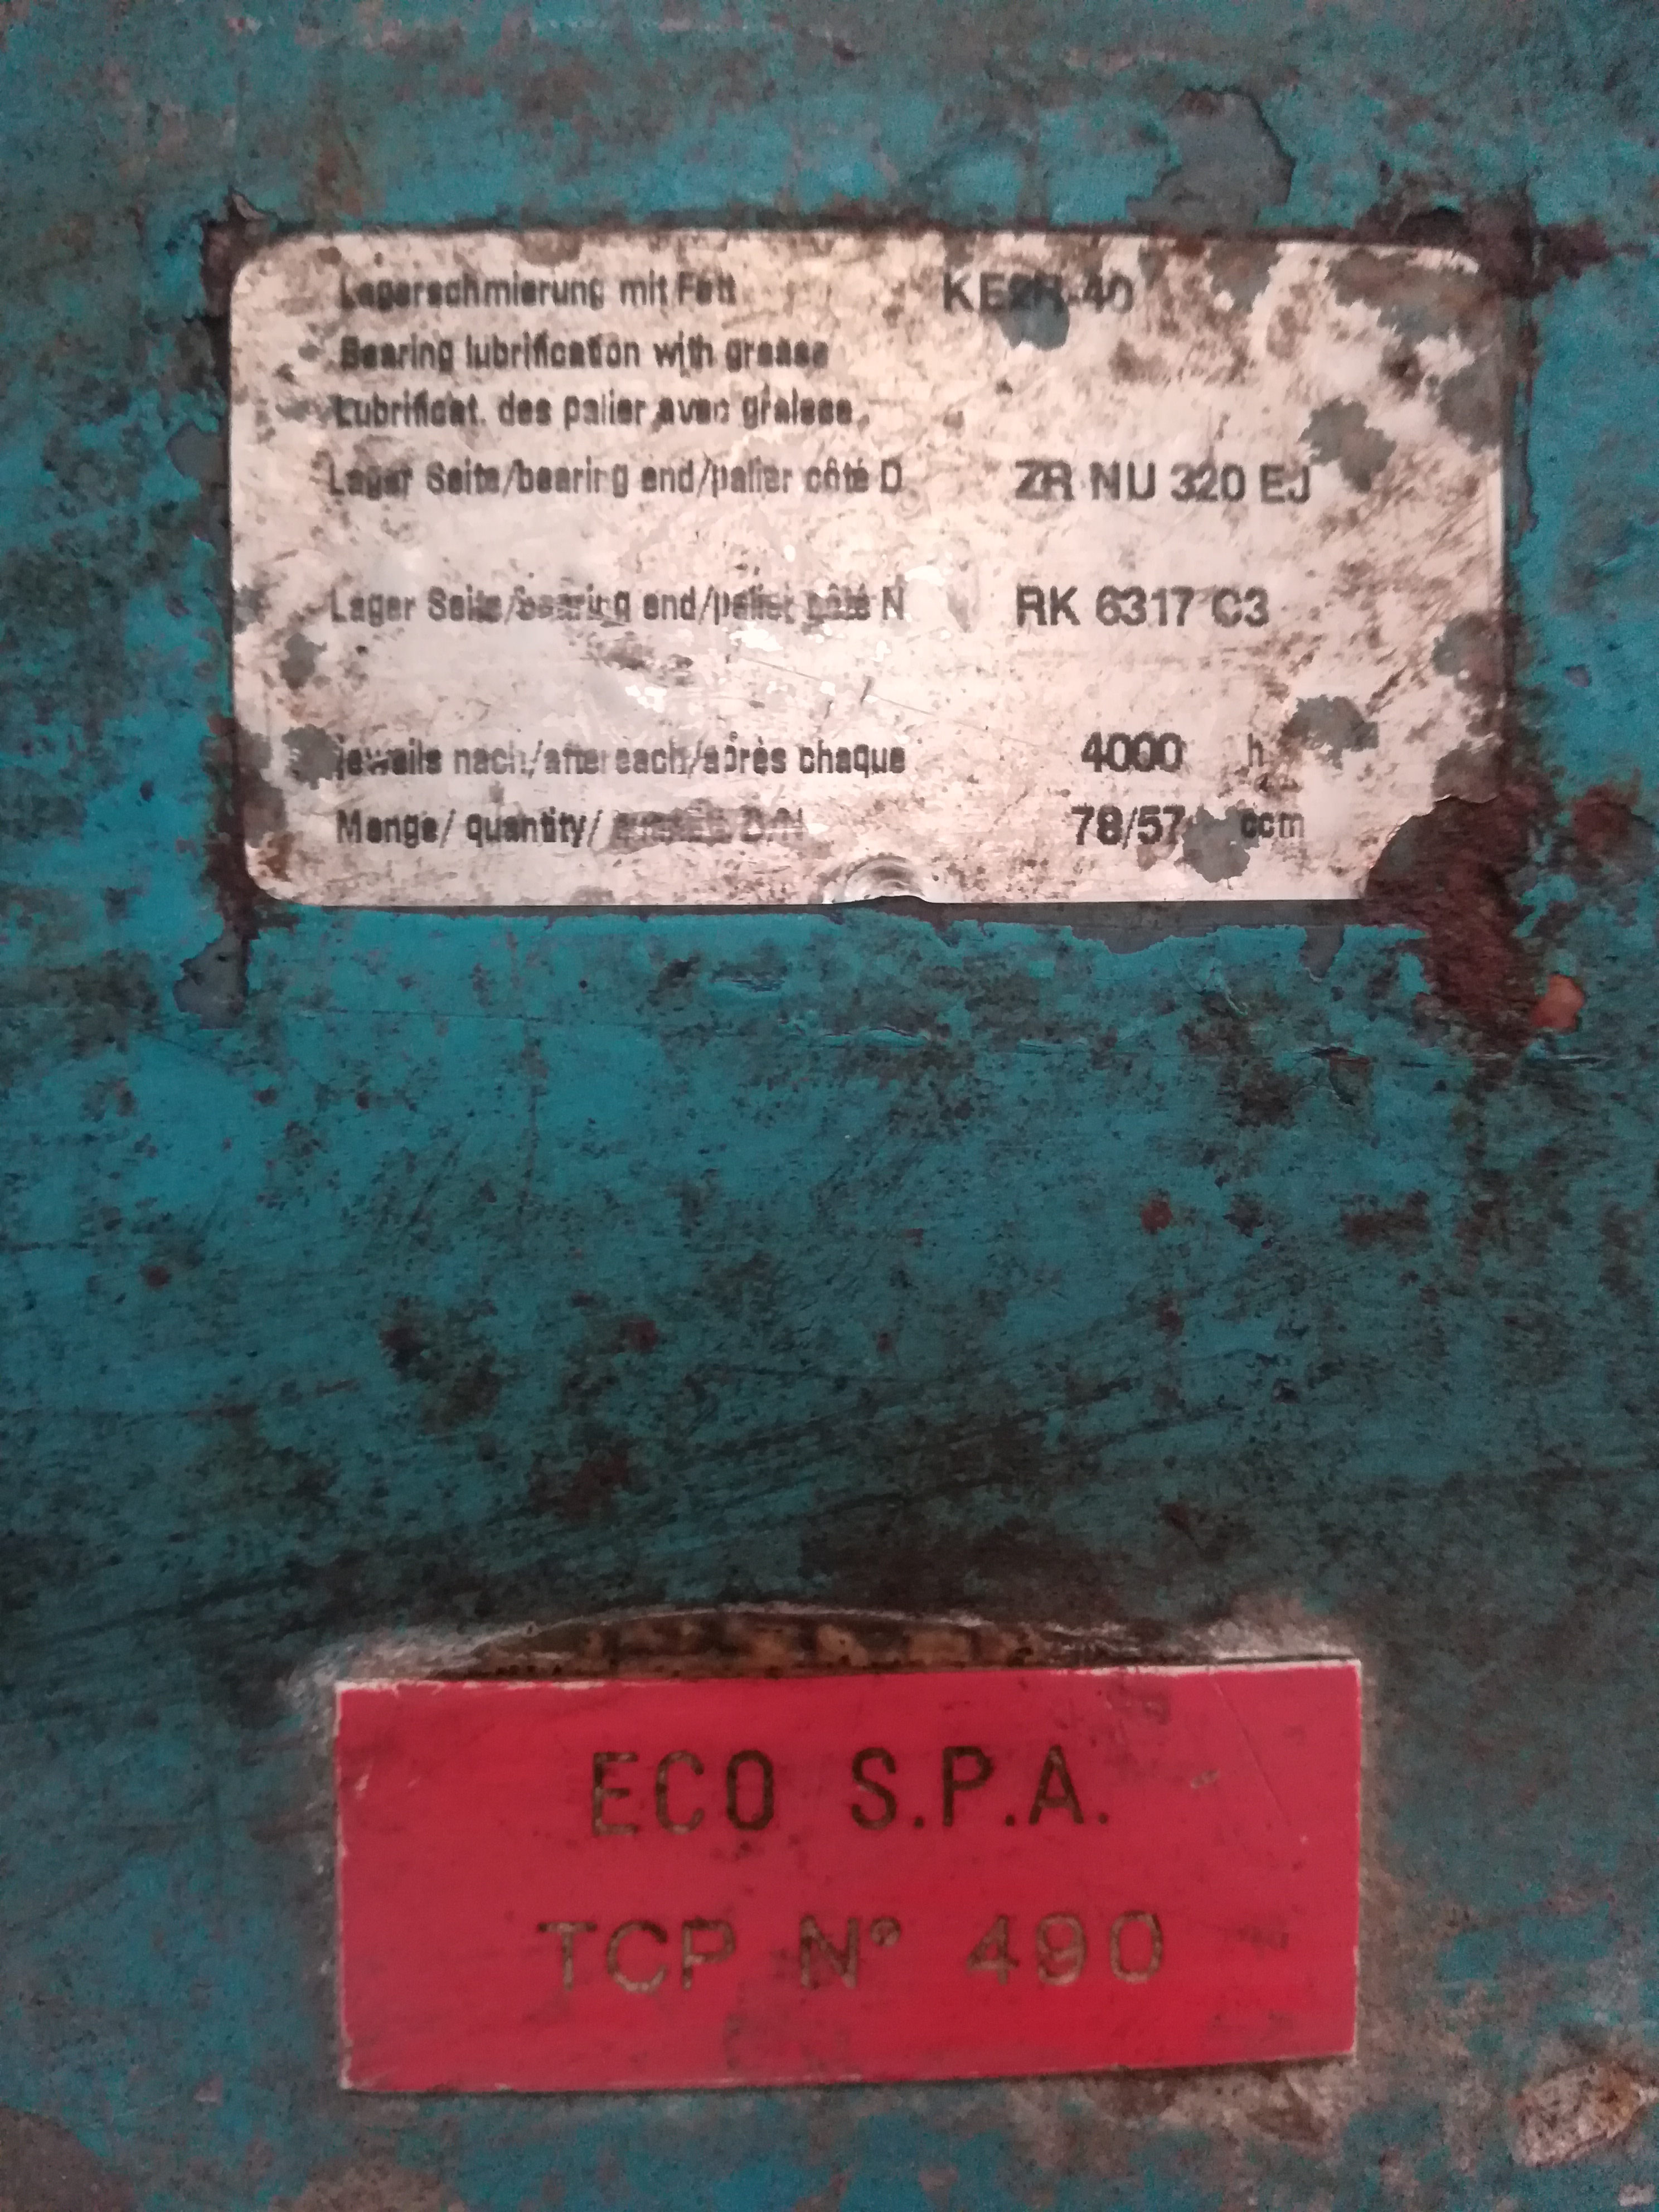 Lagerschmierung mit Fett
Bearing lubrification with grease
Lubrificat. des palier avec graisse
Lager Seite/bearing end/palier côté D ZR NU 320 EJ
Lager Seite/bearing end/palier côté N RK 6317 C3
jeweils nach/after each/après chaque 4000 h
Menge/ quantity/ D/N 78/57 ccm
ECO S.P.A.
TCP N° 490